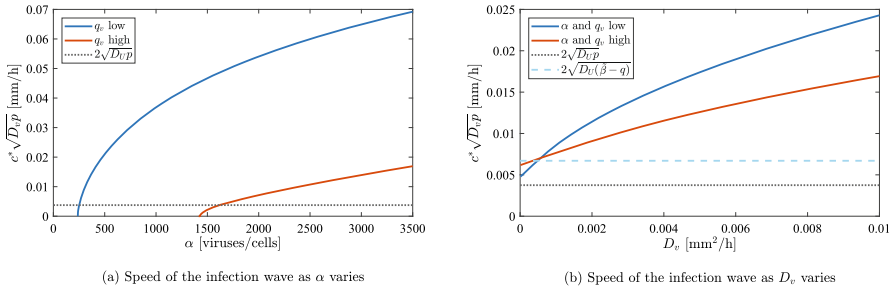 0.07
0.06
0.05
0.04
0.03
0.02
0.01
0
c*√(D_v p) [mm/h]
q_v low
q_v high
2√(D_U p)
0 500 1000 1500 2000 2500 3000 3500
α [viruses/cells]
(a) Speed of the infection wave as α varies
0.025
0.02
0.015
0.01
0.005
0
c*√(D_v p) [mm/h]
α and q_v low
α and q_v high
2√(D_U p)
2√(D_U(β̂ − q))
0 0.002 0.004 0.006 0.008 0.01
D_v [mm²/h]
(b) Speed of the infection wave as D_v varies